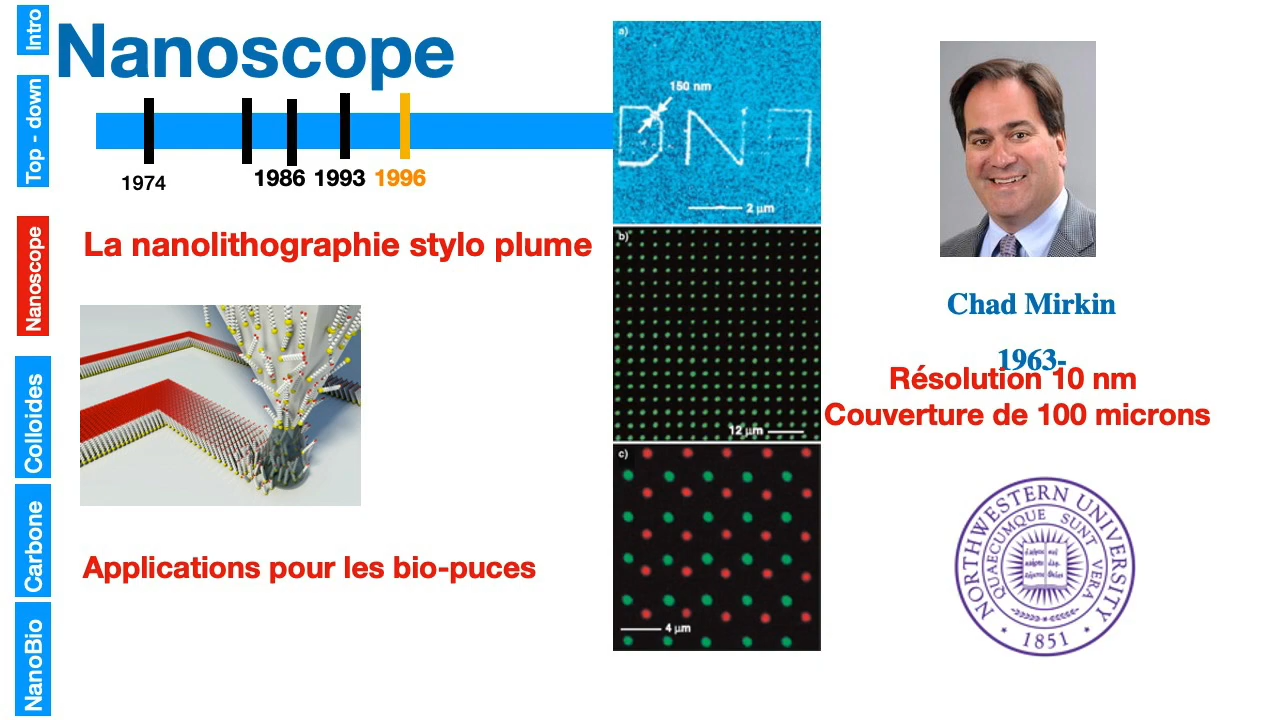 Intro
Top - down
Nanoscope
Colloides
Carbone
NanoBio
Nanoscope
1974
1986
1993
1996
La nanolithographie stylo plume
Applications pour les bio-puces
a)
150 nm
DNA
2 µm
b)
12 µm
c)
4 µm
Chad Mirkin
1963-
Résolution 10 nm
Couverture de 100 microns
NORTHWESTERN UNIVERSITY
QUAECUMQUE SUNT VERA
1851